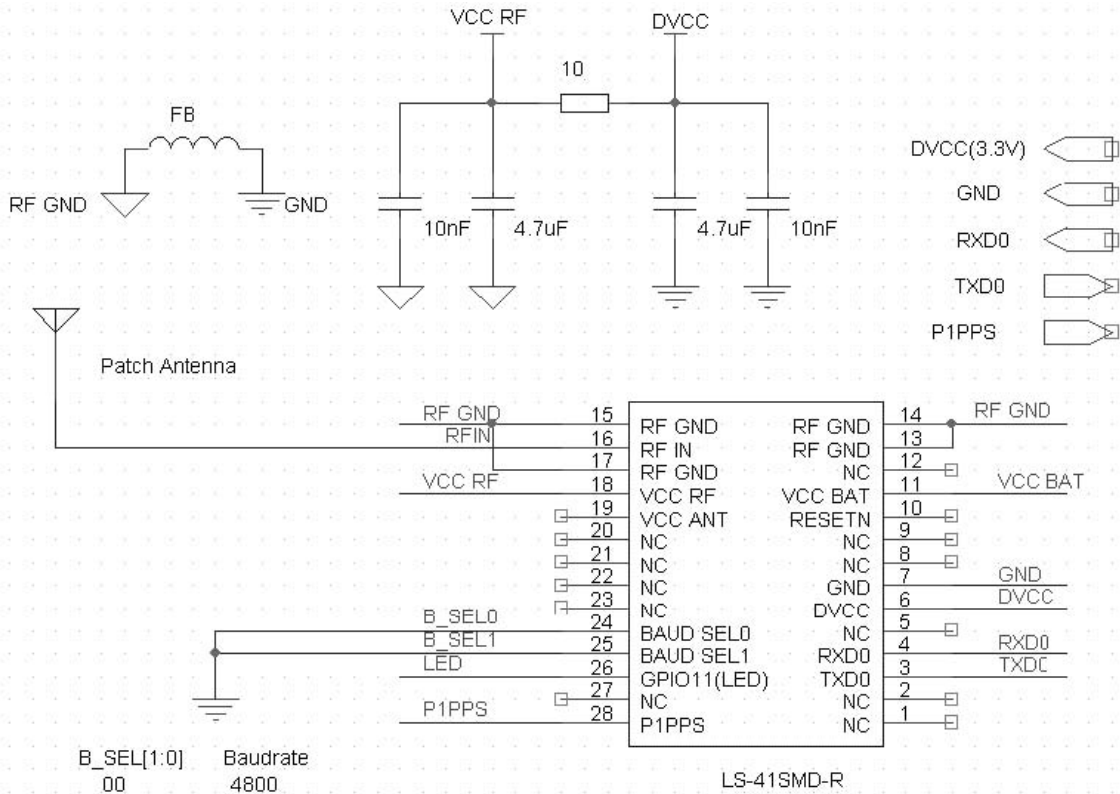 VCC RF DVCC
10
FB
RF GND GND
10nF 4.7uF 4.7uF 10nF
DVCC(3.3V)
GND
RXD0
TXD0
P1PPS
Patch Antenna
RF GND 15 RF GND RF GND 14 RF GND
RFIN 16 RF IN RF GND 13
17 RF GND NC 12
VCC RF 18 VCC RF VCC BAT 11 VCC BAT
19 VCC ANT RESETN 10
20 NC NC 9
21 NC NC 8
22 NC GND 7 GND
23 NC DVCC 6 DVCC
B_SEL0 24 BAUD SEL0 NC 5
B_SEL1 25 BAUD SEL1 RXD0 4 RXD0
LED 26 GPIO11(LED) TXD0 3 TXD0
27 NC NC 2
P1PPS 28 P1PPS NC 1
B_SEL[1:0] Baudrate
00 4800
LS-41SMD-R